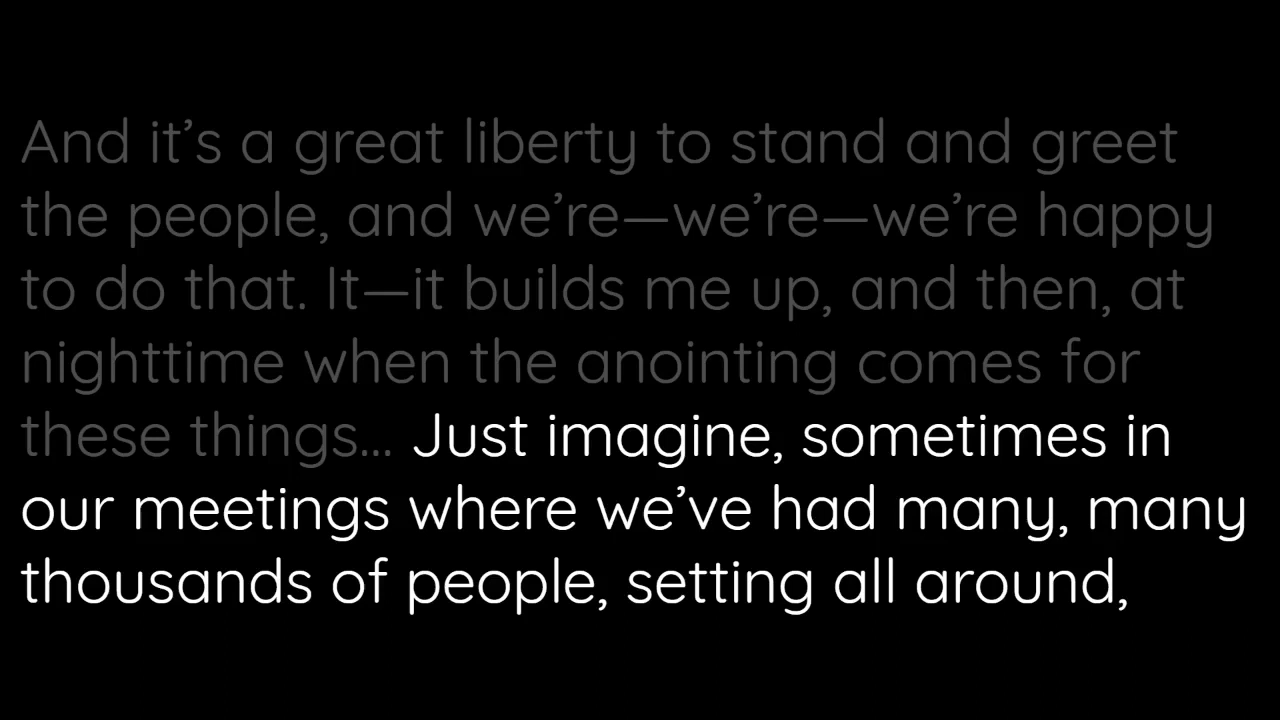 And it’s a great liberty to stand and greet
the people, and we’re—we’re—we’re happy
to do that. It—it builds me up, and then, at
nighttime when the anointing comes for
these things... Just imagine, sometimes in
our meetings where we’ve had many, many
thousands of people, setting all around,